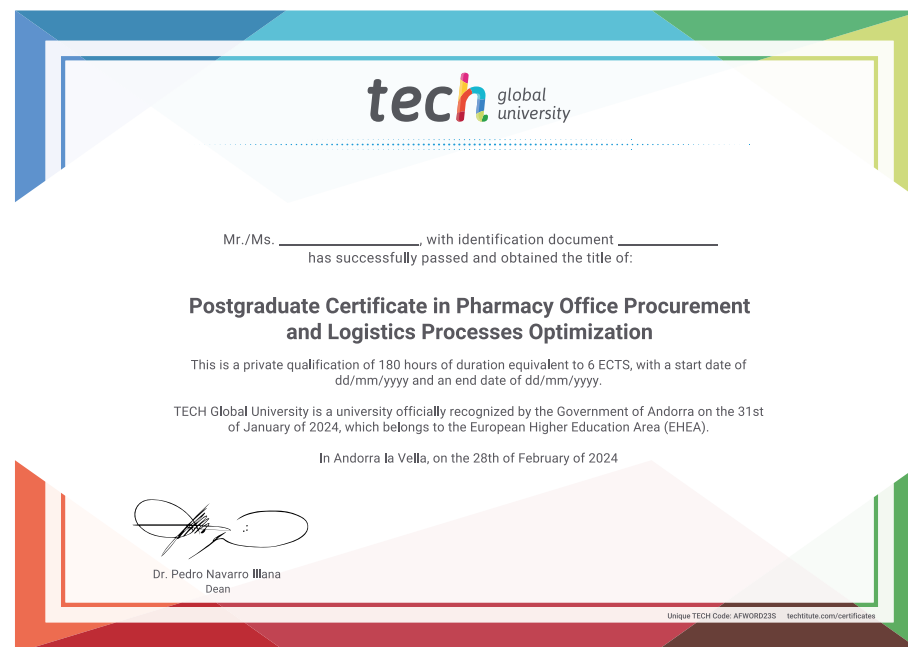 tech global university
Mr./Ms. ____________________, with identification document ______________
has successfully passed and obtained the title of:
Postgraduate Certificate in Pharmacy Office Procurement
and Logistics Processes Optimization
This is a private qualification of 180 hours of duration equivalent to 6 ECTS, with a start date of
dd/mm/yyyy and an end date of dd/mm/yyyy.
TECH Global University is a university officially recognized by the Government of Andorra on the 31st
of January of 2024, which belongs to the European Higher Education Area (EHEA).
In Andorra la Vella, on the 28th of February of 2024
Dr. Pedro Navarro Illana
Dean
Unique TECH Code: AFWORD23S techtitute.com/certificates